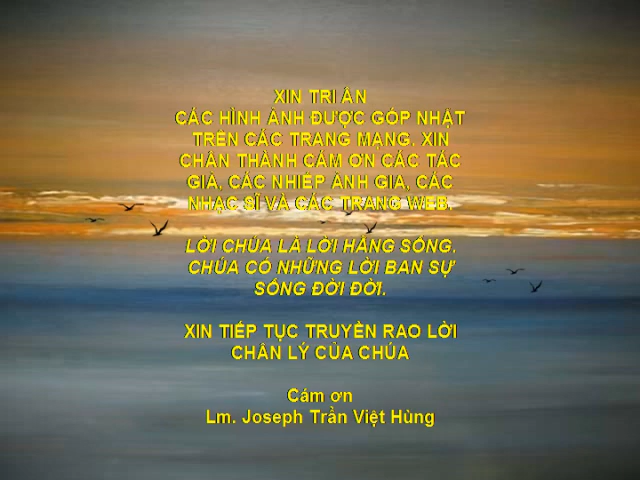 XIN TRI ÂN
CÁC HÌNH ẢNH ĐƯỢC GÓP NHẶT
TRÊN CÁC TRANG MẠNG. XIN
CHÂN THÀNH CÁM ƠN CÁC TÁC
GIẢ, CÁC NHIẾP ẢNH GIA, CÁC
NHẠC SĨ VÀ CÁC TRANG WEB.
LỜI CHÚA LÀ LỜI HẰNG SỐNG.
CHÚA CÓ NHỮNG LỜI BAN SỰ
SỐNG ĐỜI ĐỜI.
XIN TIẾP TỤC TRUYỀN RAO LỜI
CHÂN LÝ CỦA CHÚA
Cám ơn
Lm. Joseph Trần Việt Hùng